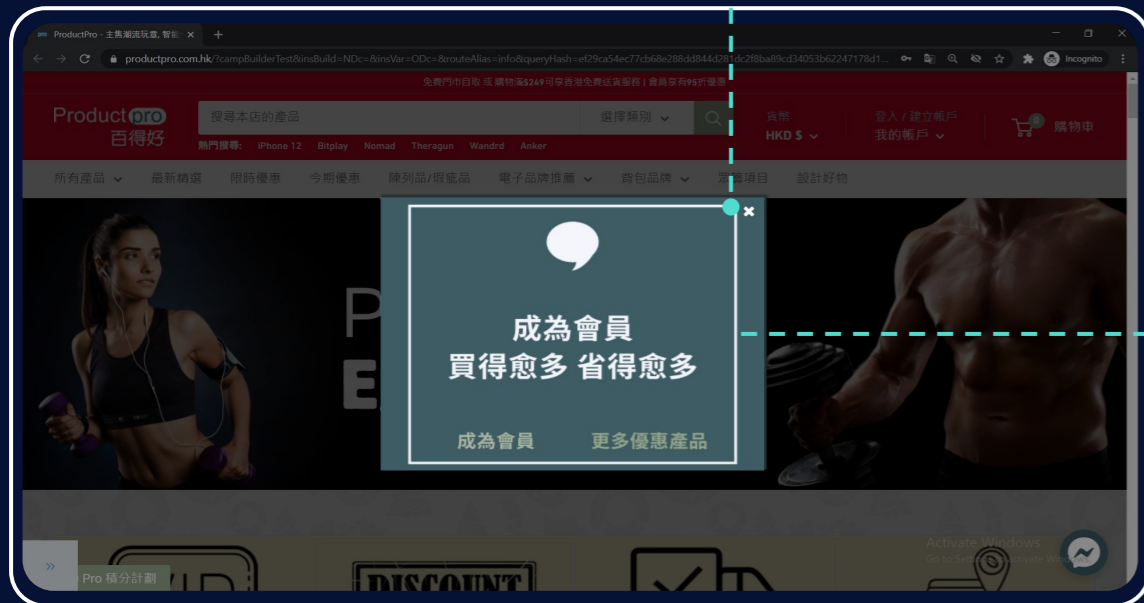 ProductPro - 主售潮流玩意, 智能
productpro.com.hk/?campBuilderTest&insBuild=NDc=&insVar=ODc=&routeAlias=info&queryHash=ef29ca54ec77cb68e288dd844d281dc2f8ba89cd34053b62247178d1...
Incognito
免費門市自取 或 購物滿$249可享香港免費送貨服務 | 會員享有95折優惠
Product pro
百得好
搜尋本店的產品
選擇類別
貨幣
HKD $
登入 / 建立帳戶
我的帳戶
0
購物車
熱門搜尋: iPhone 12 Bitplay Nomad Theragun Wandrd Anker
所有產品 最新精選 限時優惠 今期優惠 陳列品/瑕疵品 電子品牌推薦 背包品牌 眾籌項目 設計好物
P
E
成為會員
買得愈多 省得愈多
成為會員 更多優惠產品
Activate Windows
Pro 積分計劃
DISCOUNT